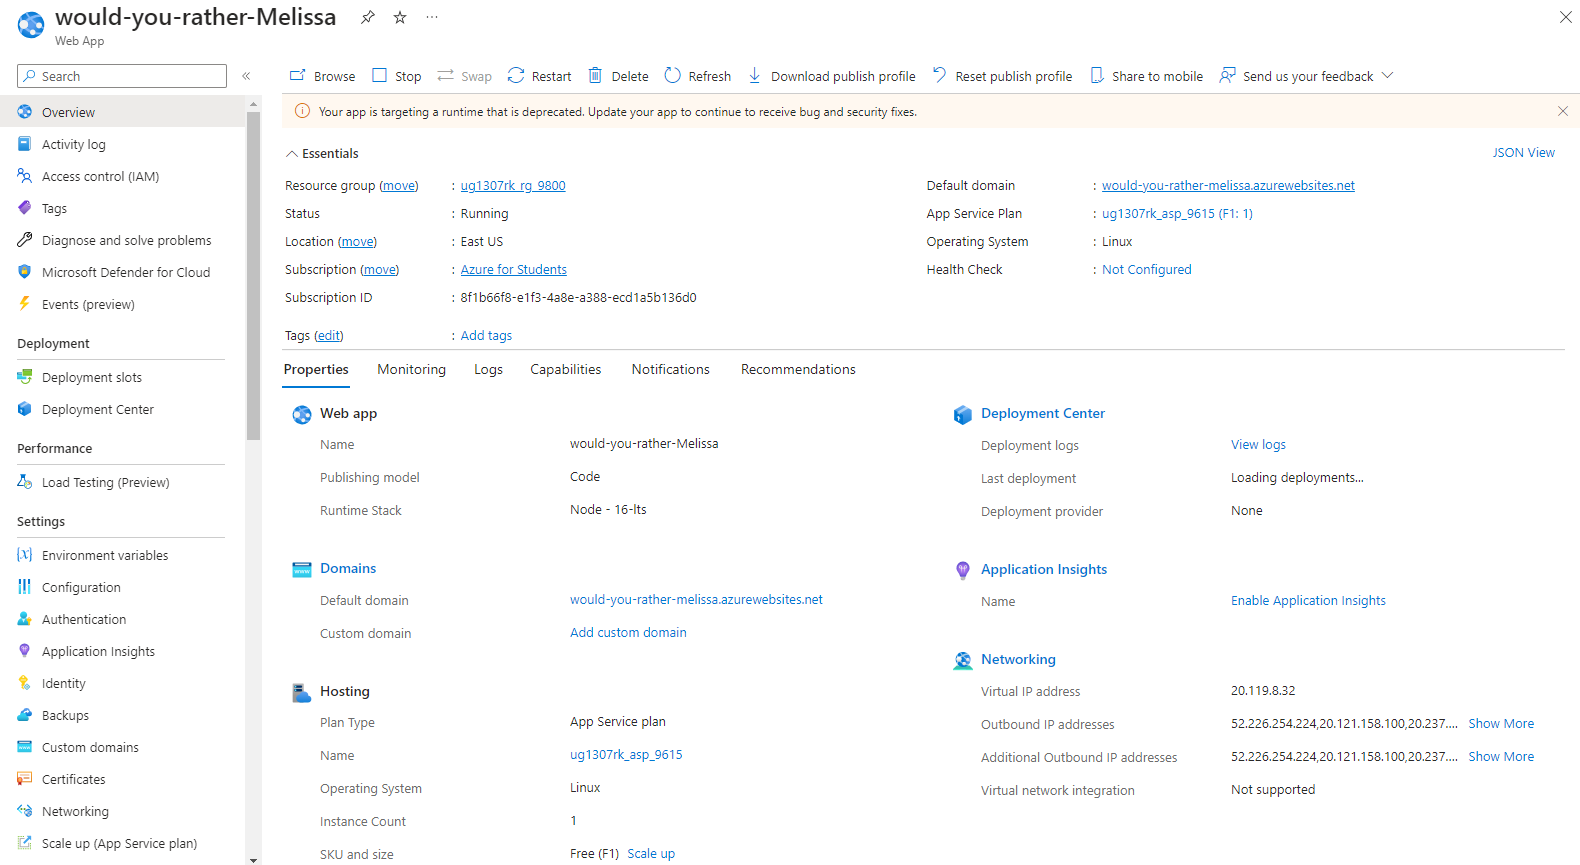 would-you-rather-Melissa
Web App
Search
Browse Stop Swap Restart Delete Refresh Download publish profile Reset publish profile Share to mobile Send us your feedback
Your app is targeting a runtime that is deprecated. Update your app to continue to receive bug and security fixes.
Overview
Activity log
Access control (IAM)
Tags
Diagnose and solve problems
Microsoft Defender for Cloud
Events (preview)
Deployment
Deployment slots
Deployment Center
Performance
Load Testing (Preview)
Settings
Environment variables
Configuration
Authentication
Application Insights
Identity
Backups
Custom domains
Certificates
Networking
Scale up (App Service plan)
Essentials
JSON View
Resource group (move) : ug1307rk_rg_9800
Status : Running
Location (move) : East US
Subscription (move) : Azure for Students
Subscription ID : 8f1b66f8-e1f3-4a8e-a388-ecd1a5b136d0
Tags (edit) : Add tags
Default domain : would-you-rather-melissa.azurewebsites.net
App Service Plan : ug1307rk_asp_9615 (F1: 1)
Operating System : Linux
Health Check : Not Configured
Properties Monitoring Logs Capabilities Notifications Recommendations
Web app
Name would-you-rather-Melissa
Publishing model Code
Runtime Stack Node - 16-lts
Domains
Default domain would-you-rather-melissa.azurewebsites.net
Custom domain Add custom domain
Hosting
Plan Type App Service plan
Name ug1307rk_asp_9615
Operating System Linux
Instance Count 1
SKU and size Free (F1) Scale up
Deployment Center
Deployment logs View logs
Last deployment Loading deployments...
Deployment provider None
Application Insights
Name Enable Application Insights
Networking
Virtual IP address 20.119.8.32
Outbound IP addresses 52.226.254.224,20.121.158.100,20.237.... Show More
Additional Outbound IP addresses 52.226.254.224,20.121.158.100,20.237.... Show More
Virtual network integration Not supported